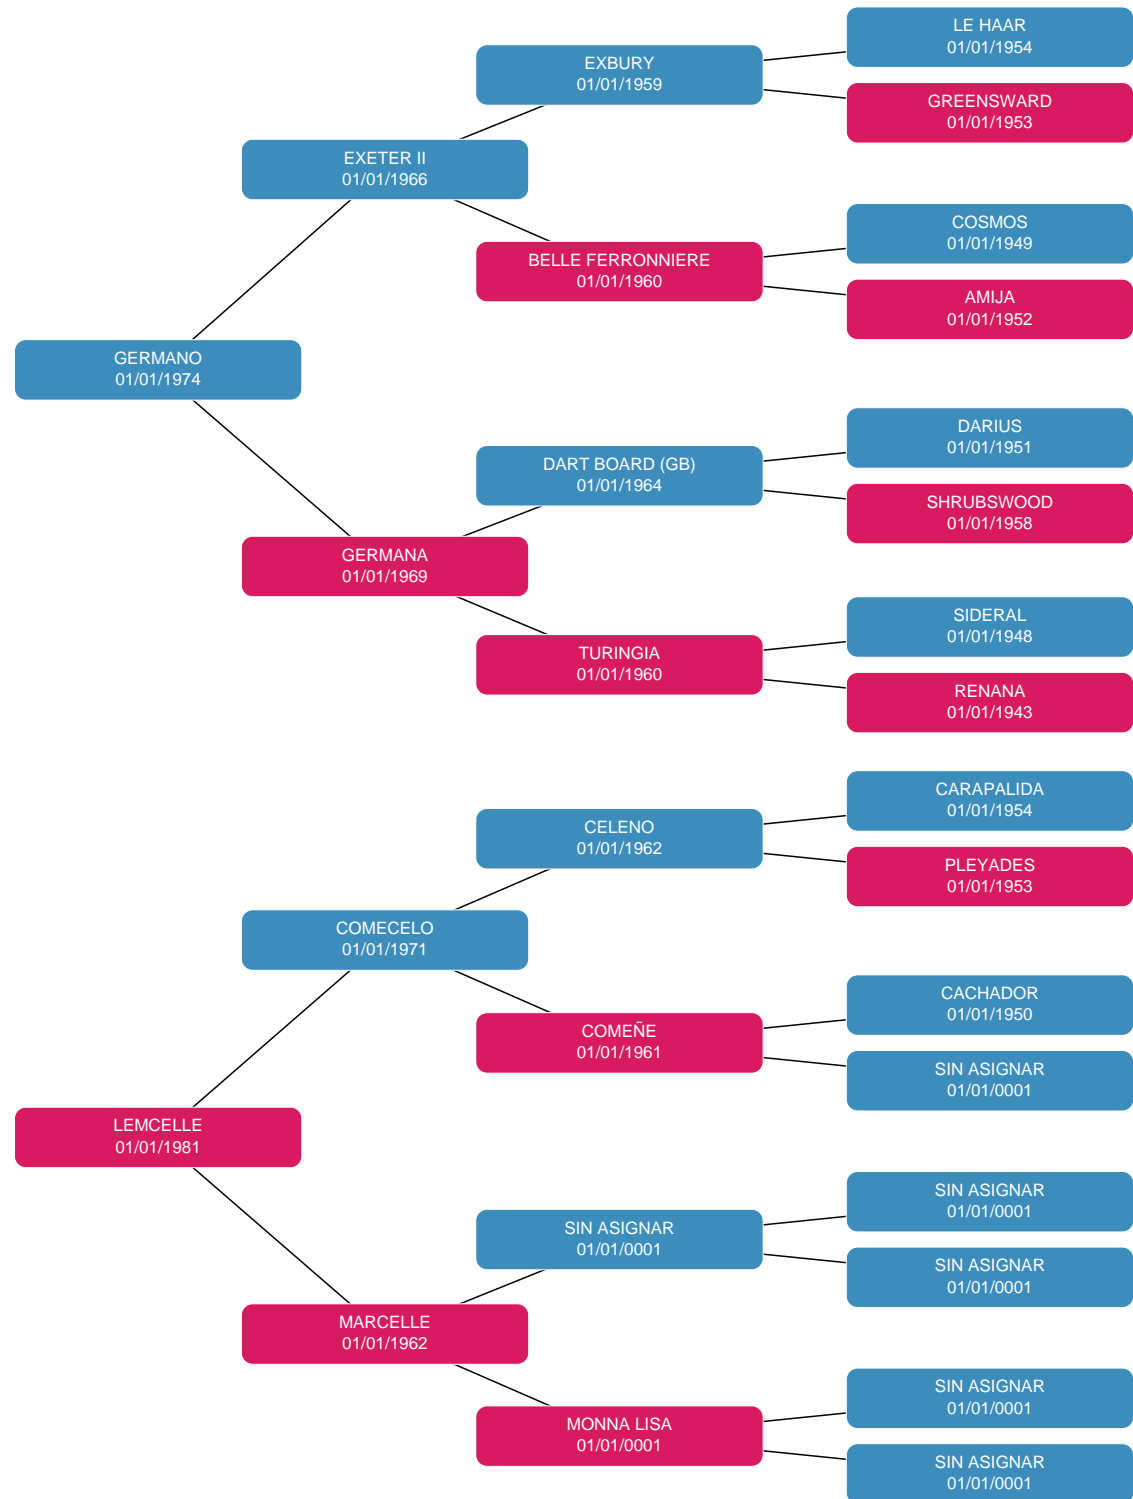 LE HAAR
01/01/1954
EXBURY
01/01/1959
GREENSWARD
01/01/1953
EXETER II
01/01/1966
COSMOS
01/01/1949
BELLE FERRONNIERE
01/01/1960
AMIJA
01/01/1952
GERMANO
01/01/1974
DARIUS
01/01/1951
DART BOARD (GB)
01/01/1964
SHRUBSWOOD
01/01/1958
GERMANA
01/01/1969
SIDERAL
01/01/1948
TURINGIA
01/01/1960
RENANA
01/01/1943
CARAPALIDA
01/01/1954
CELENO
01/01/1962
PLEYADES
01/01/1953
COMECELO
01/01/1971
CACHADOR
01/01/1950
COMEÑE
01/01/1961
SIN ASIGNAR
01/01/0001
LEMCELLE
01/01/1981
SIN ASIGNAR
01/01/0001
SIN ASIGNAR
01/01/0001
SIN ASIGNAR
01/01/0001
MARCELLE
01/01/1962
SIN ASIGNAR
01/01/0001
MONNA LISA
01/01/0001
SIN ASIGNAR
01/01/0001